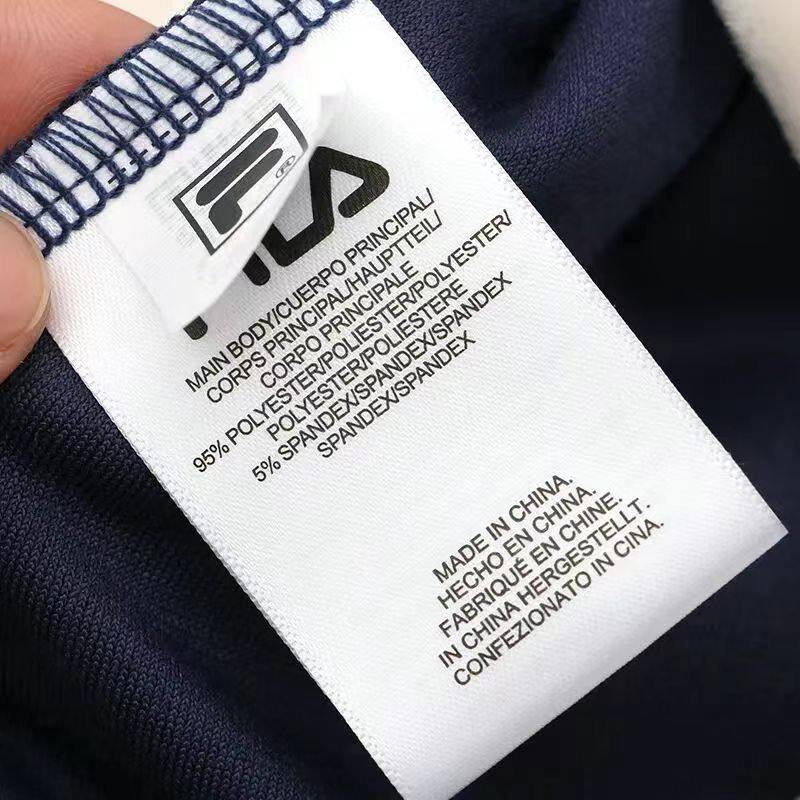 F®
FILA
MAIN BODY/CUERPO PRINCIPAL/
CORPS PRINCIPAL/HAUPTTEIL/
CORPO PRINCIPALE
95% POLYESTER/POLIESTER/POLYESTER/
POLYESTER/POLIESTERE
5% SPANDEX/SPANDEX/SPANDEX
SPANDEX/SPANDEX
MADE IN CHINA.
HECHO EN CHINA.
FABRIQUÉ EN CHINE.
IN CHINA HERGESTELLT.
CONFEZIONATO IN CINA.